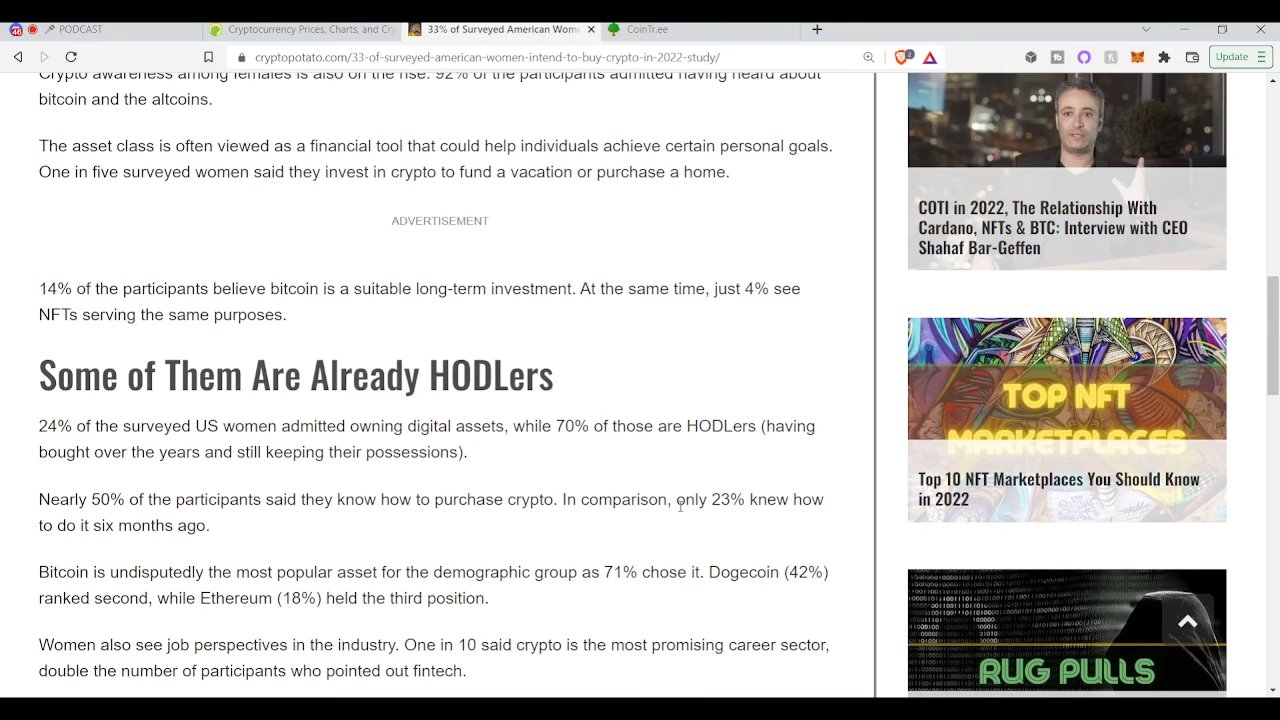 PODCAST
Cryptocurrency Prices, Charts, and Cry
33% of Surveyed American Wome
CoinTree
cryptopotato.com/33-of-surveyed-american-women-intend-to-buy-crypto-in-2022-study/
2
Update
Crypto awareness among females is also on the rise. 92% of the participants admitted having heard about
bitcoin and the altcoins.
The asset class is often viewed as a financial tool that could help individuals achieve certain personal goals.
One in five surveyed women said they invest in crypto to fund a vacation or purchase a home.
ADVERTISEMENT
14% of the participants believe bitcoin is a suitable long-term investment. At the same time, just 4% see
NFTs serving the same purposes.
Some of Them Are Already HODLers
24% of the surveyed US women admitted owning digital assets, while 70% of those are HODLers (having
bought over the years and still keeping their possessions).
Nearly 50% of the participants said they know how to purchase crypto. In comparison, only 23% knew how
to do it six months ago.
Bitcoin is undisputedly the most popular asset for the demographic group as 71% chose it. Dogecoin (42%)
ranked second, while Ethereum (18%) held the third position.
Women also see job perspectives in the industry. One in 10 said crypto is the most promising career sector,
double the number of participants who pointed out fintech.
COTI in 2022, The Relationship With
Cardano, NFTs & BTC: Interview with CEO
Shahaf Bar-Geffen
TOP NFT
MARKETPLACES
Top 10 NFT Marketplaces You Should Know
in 2022
RUG PULLS